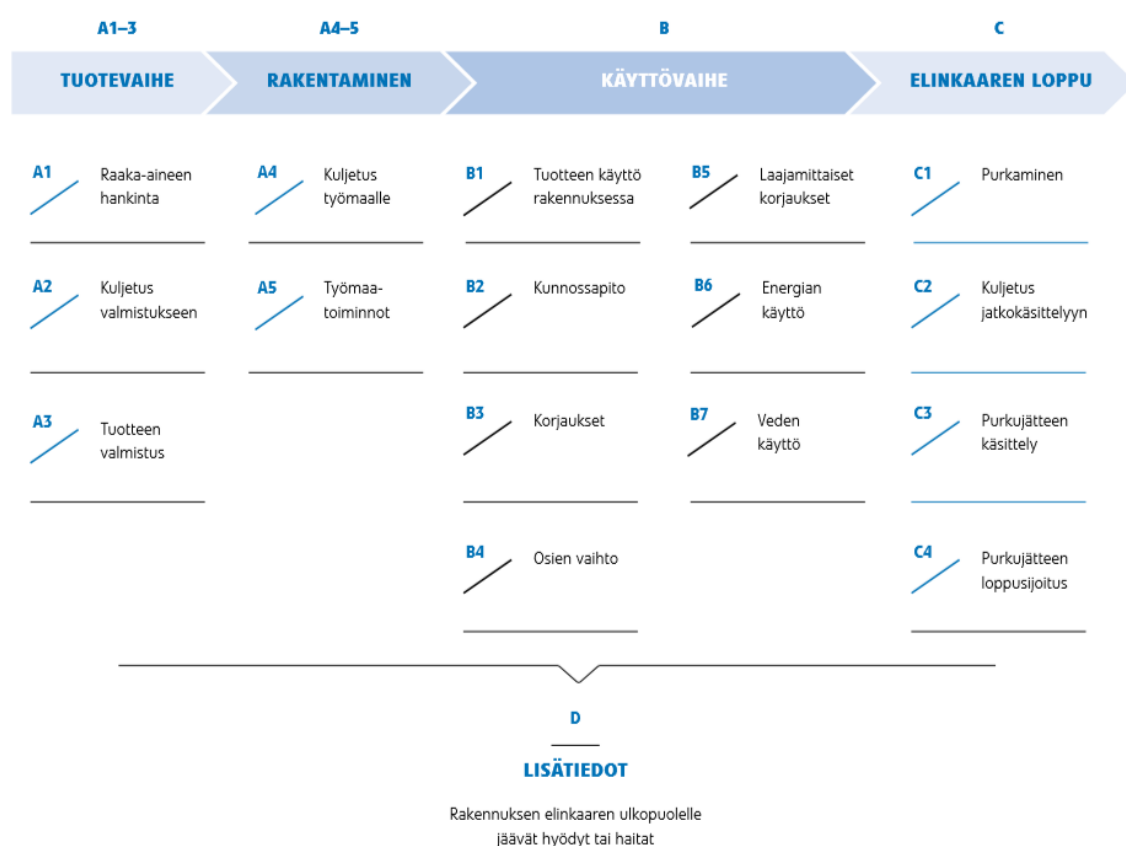 A1–3
A4–5
B
C
TUOTEVAIHE
RAKENTAMINEN
KÄYTTÖVAIHE
ELINKAAREN LOPPU
A1
Raaka-aineen
hankinta
A2
Kuljetus
valmistukseen
A3
Tuotteen
valmistus
A4
Kuljetus
työmaalle
A5
Työmaa-
toiminnot
B1
Tuotteen käyttö
rakennuksessa
B2
Kunnossapito
B3
Korjaukset
B4
Osien vaihto
B5
Laajamittaiset
korjaukset
B6
Energian
käyttö
B7
Veden
käyttö
C1
Purkaminen
C2
Kuljetus
jatkokäsittelyyn
C3
Purkujätteen
käsittely
C4
Purkujätteen
loppusijoitus
D
LISÄTIEDOT
Rakennuksen elinkaaren ulkopuolelle
jäävät hyödyt tai haitat